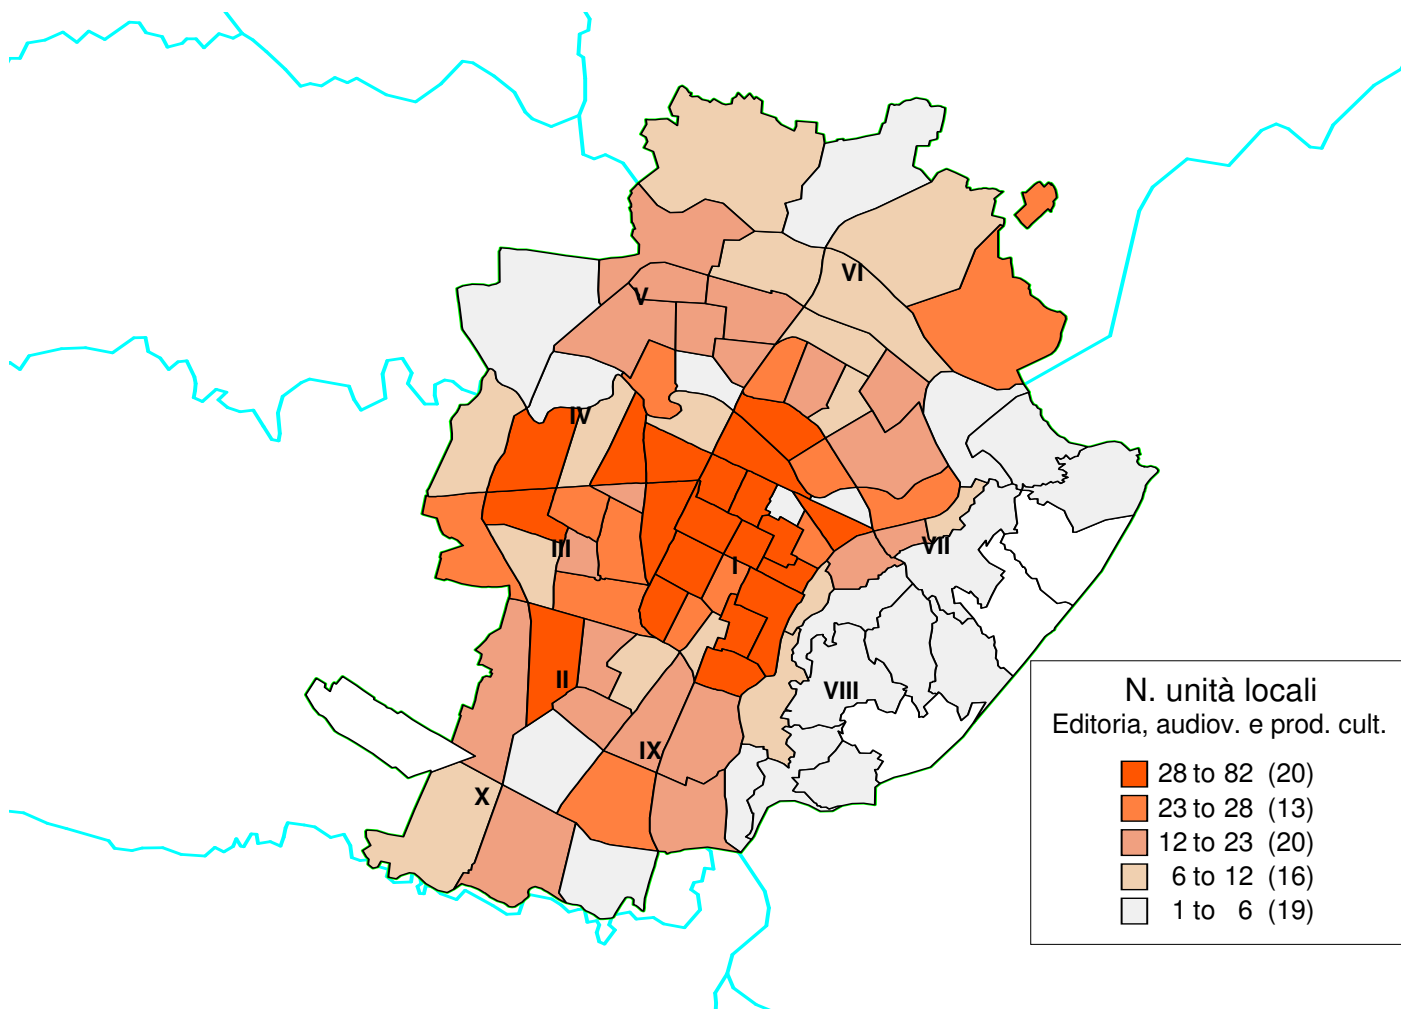 VI
V
IV
III
VII
I
II
VIII
IX
X
N. unità locali
Editoria, audiov. e prod. cult.
28 to 82 (20)
23 to 28 (13)
12 to 23 (20)
6 to 12 (16)
1 to 6 (19)